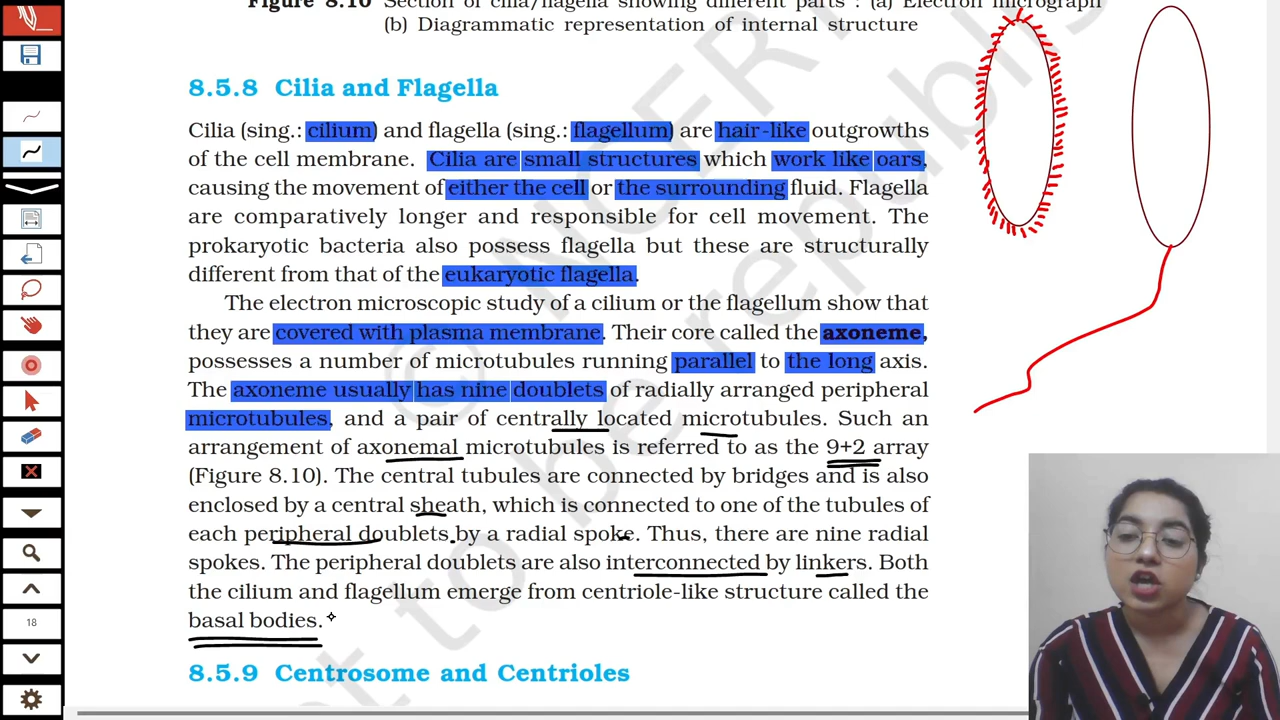 Figure 8.10 Section of cilia/flagella showing different parts : (a) Electron micrograph
(b) Diagrammatic representation of internal structure
8.5.8 Cilia and Flagella
Cilia (sing.: cilium) and flagella (sing.: flagellum) are hair-like outgrowths
of the cell membrane. Cilia are small structures which work like oars,
causing the movement of either the cell or the surrounding fluid. Flagella
are comparatively longer and responsible for cell movement. The
prokaryotic bacteria also possess flagella but these are structurally
different from that of the eukaryotic flagella.
The electron microscopic study of a cilium or the flagellum show that
they are covered with plasma membrane. Their core called the axoneme,
possesses a number of microtubules running parallel to the long axis.
The axoneme usually has nine doublets of radially arranged peripheral
microtubules, and a pair of centrally located microtubules. Such an
arrangement of axonemal microtubules is referred to as the 9+2 array
(Figure 8.10). The central tubules are connected by bridges and is also
enclosed by a central sheath, which is connected to one of the tubules of
each peripheral doublets by a radial spoke. Thus, there are nine radial
spokes. The peripheral doublets are also interconnected by linkers. Both
the cilium and flagellum emerge from centriole-like structure called the
basal bodies.
8.5.9 Centrosome and Centrioles
18
© NCERT
not to be republis